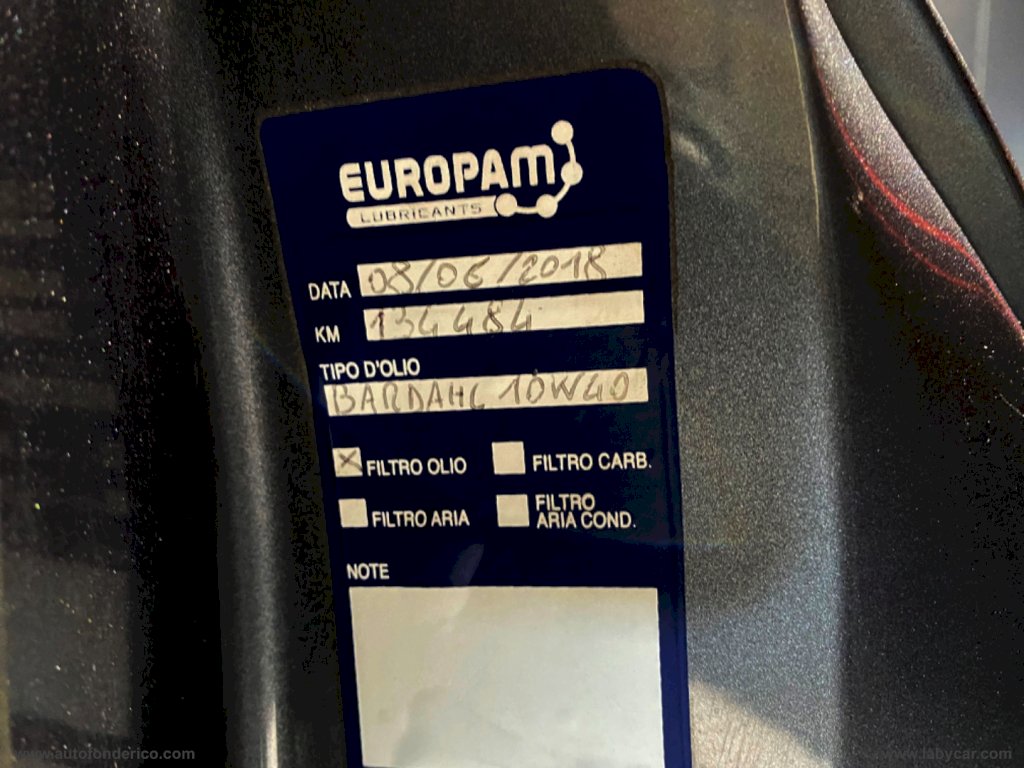 EUROPAM
LUBRICANTS
DATA 08/06/2018
KM 134484
TIPO D'OLIO
BARDAHL 10W40
FILTRO OLIO
FILTRO CARB.
FILTRO ARIA
FILTRO ARIA COND.
NOTE
www.autofonderico.com
www.labycar.com